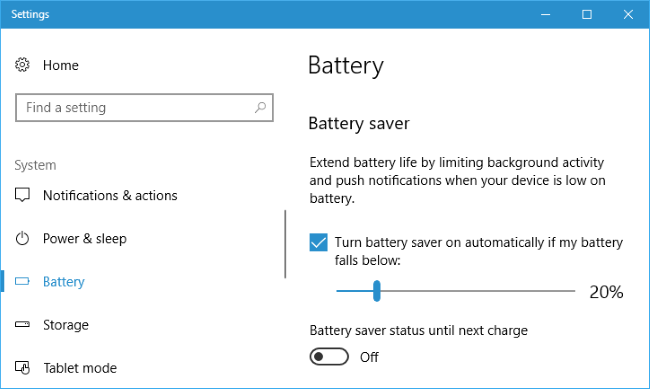 Settings
Home
Find a setting
System
Notifications & actions
Power & sleep
Battery
Storage
Tablet mode
Battery
Battery saver
Extend battery life by limiting background activity
and push notifications when your device is low on
battery.
Turn battery saver on automatically if my battery
falls below:
20%
Battery saver status until next charge
Off